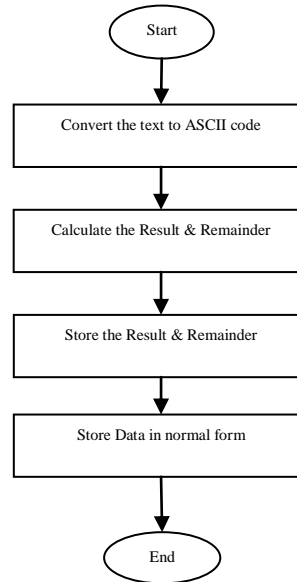 Start
Convert the text to ASCII code
Calculate the Result & Remainder
Store the Result & Remainder
Store Data in normal form
End